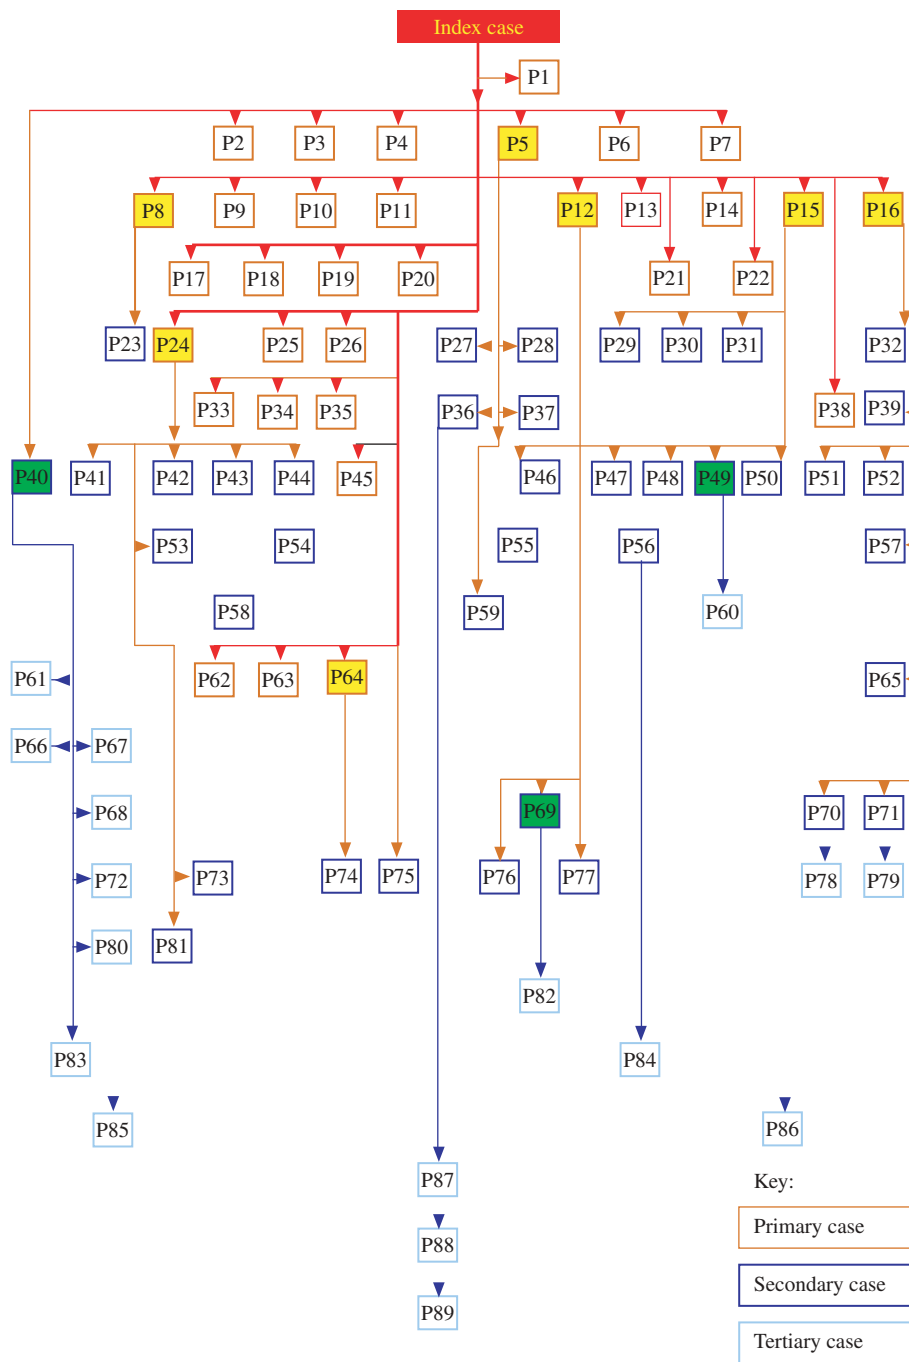 Index case
P1
P2 P3 P4 P5 P6 P7
P8 P9 P10 P11 P12 P13 P14 P15 P16
P17 P18 P19 P20 P21 P22
P23 P24 P25 P26 P27 P28 P29 P30 P31 P32
P33 P34 P35 P36 P37 P38 P39
P40 P41 P42 P43 P44 P45 P46 P47 P48 P49 P50 P51 P52
P53 P54 P55 P56 P57
P58 P59 P60
P61 P62 P63 P64 P65
P66 P67
P68 P69 P70 P71
P72 P73 P74 P75 P76 P77 P78 P79
P80 P81
P82
P83 P84
P85 P86
P87
P88
P89
Key:
Primary case
Secondary case
Tertiary case